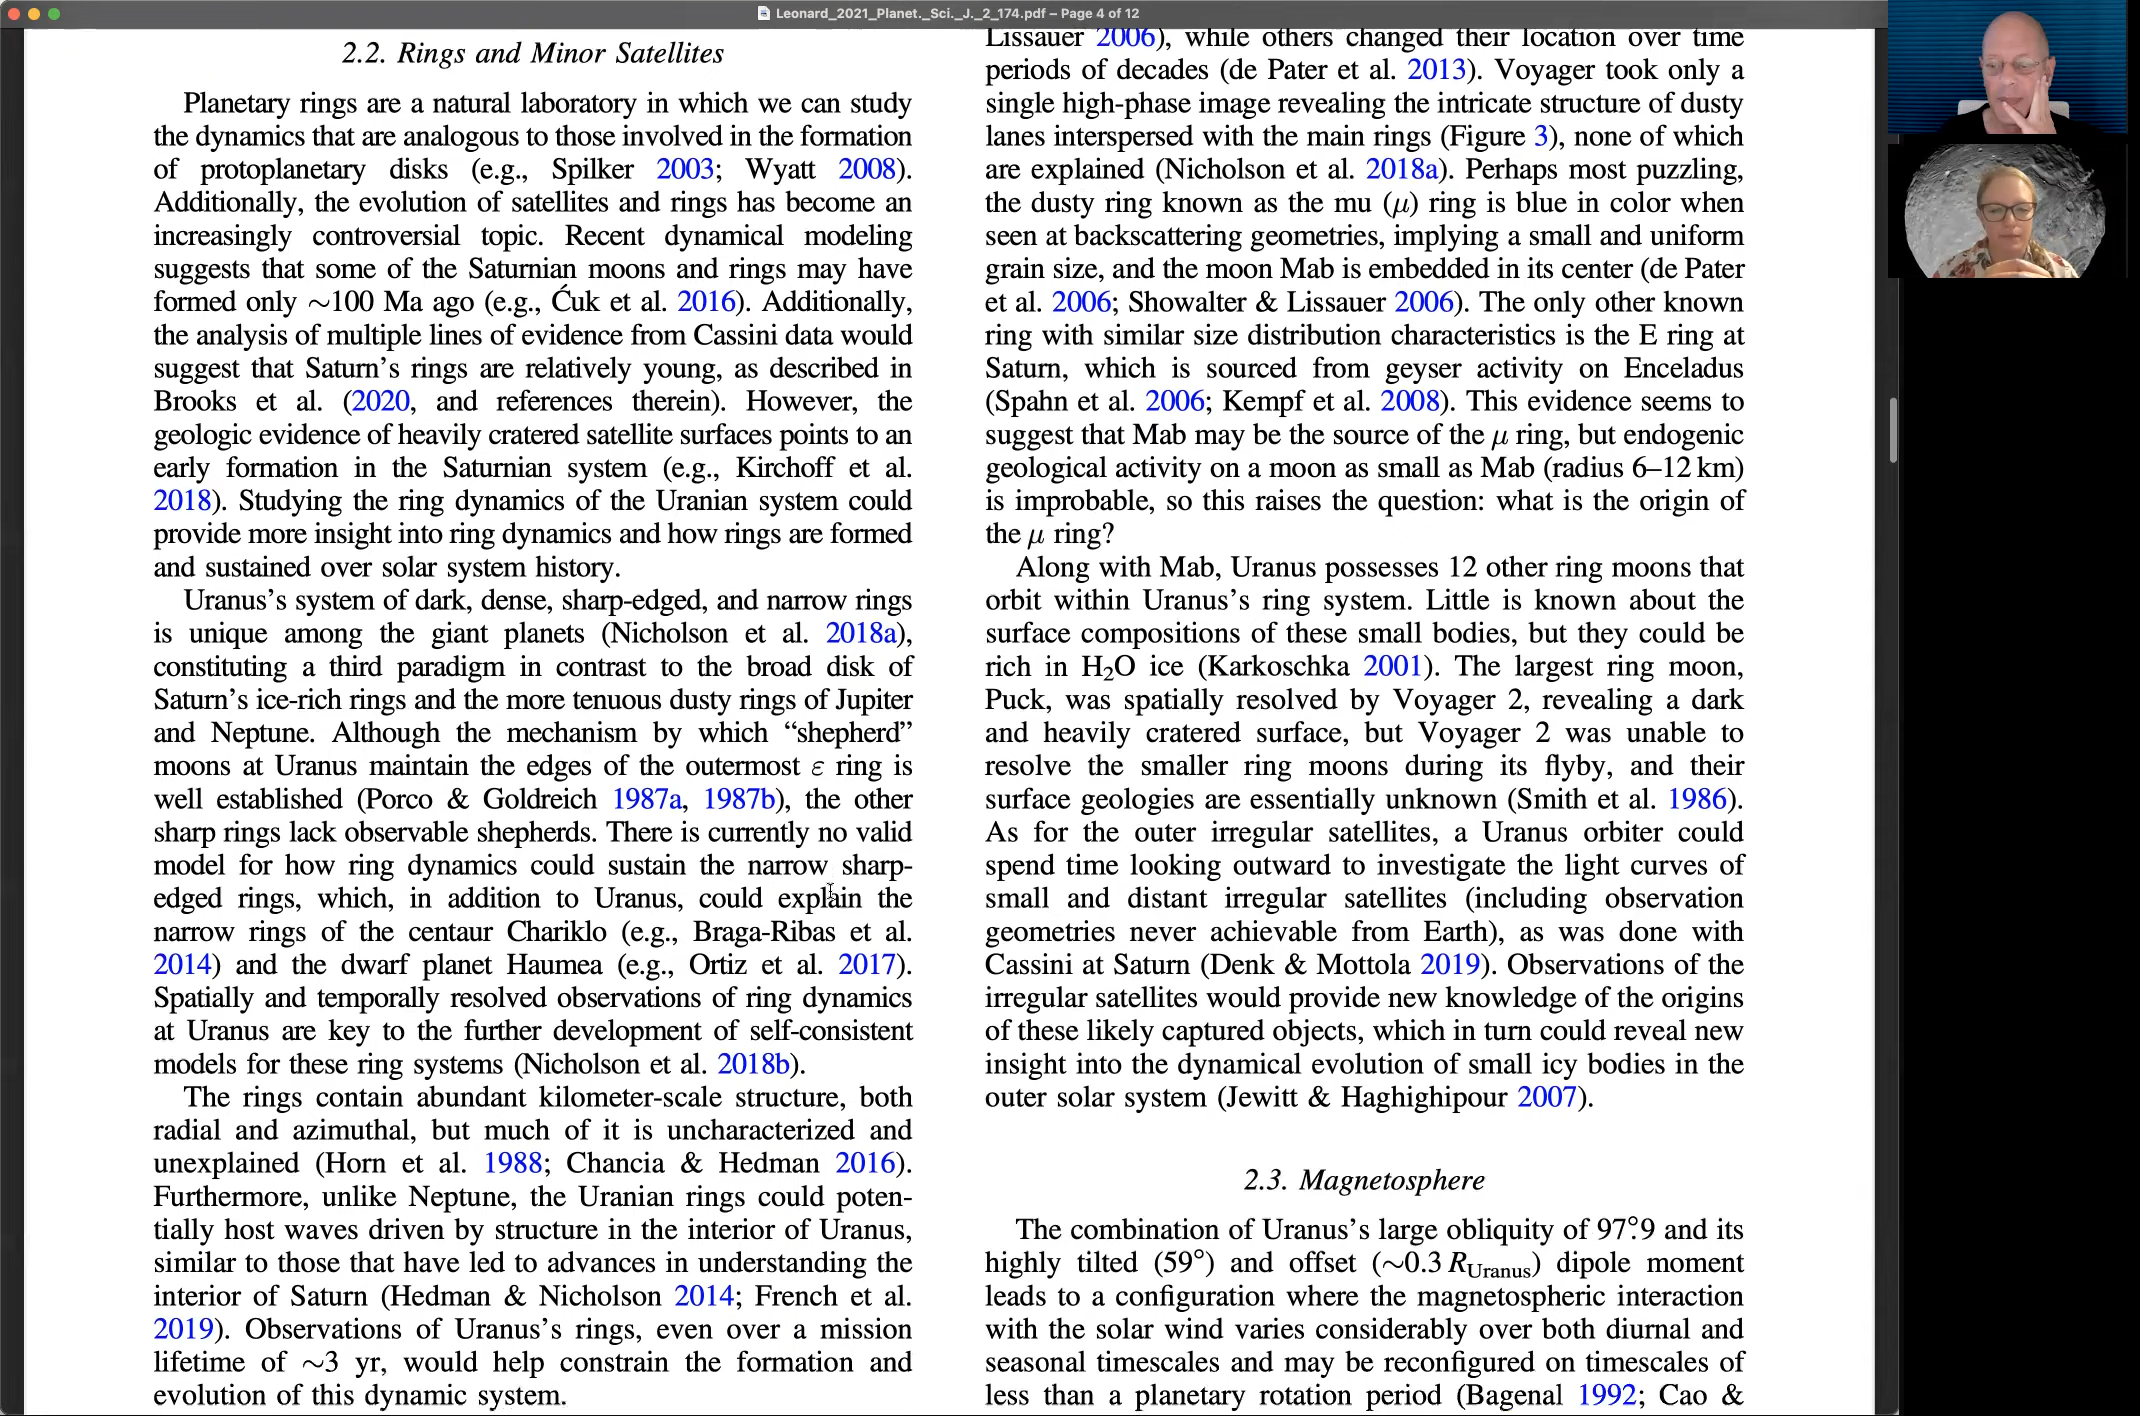 Leonard_2021_Planet._Sci._J._2_174.pdf – Page 4 of 12
2.2. Rings and Minor Satellites
Planetary rings are a natural laboratory in which we can study
the dynamics that are analogous to those involved in the formation
of protoplanetary disks (e.g., Spilker 2003; Wyatt 2008).
Additionally, the evolution of satellites and rings has become an
increasingly controversial topic. Recent dynamical modeling
suggests that some of the Saturnian moons and rings may have
formed only ∼100 Ma ago (e.g., Ćuk et al. 2016). Additionally,
the analysis of multiple lines of evidence from Cassini data would
suggest that Saturn’s rings are relatively young, as described in
Brooks et al. (2020, and references therein). However, the
geologic evidence of heavily cratered satellite surfaces points to an
early formation in the Saturnian system (e.g., Kirchoff et al.
2018). Studying the ring dynamics of the Uranian system could
provide more insight into ring dynamics and how rings are formed
and sustained over solar system history.
Uranus’s system of dark, dense, sharp-edged, and narrow rings
is unique among the giant planets (Nicholson et al. 2018a),
constituting a third paradigm in contrast to the broad disk of
Saturn’s ice-rich rings and the more tenuous dusty rings of Jupiter
and Neptune. Although the mechanism by which “shepherd”
moons at Uranus maintain the edges of the outermost ε ring is
well established (Porco & Goldreich 1987a, 1987b), the other
sharp rings lack observable shepherds. There is currently no valid
model for how ring dynamics could sustain the narrow sharp-
edged rings, which, in addition to Uranus, could explain the
narrow rings of the centaur Chariklo (e.g., Braga-Ribas et al.
2014) and the dwarf planet Haumea (e.g., Ortiz et al. 2017).
Spatially and temporally resolved observations of ring dynamics
at Uranus are key to the further development of self-consistent
models for these ring systems (Nicholson et al. 2018b).
The rings contain abundant kilometer-scale structure, both
radial and azimuthal, but much of it is uncharacterized and
unexplained (Horn et al. 1988; Chancia & Hedman 2016).
Furthermore, unlike Neptune, the Uranian rings could poten-
tially host waves driven by structure in the interior of Uranus,
similar to those that have led to advances in understanding the
interior of Saturn (Hedman & Nicholson 2014; French et al.
2019). Observations of Uranus’s rings, even over a mission
lifetime of ∼3 yr, would help constrain the formation and
evolution of this dynamic system.
Lissauer 2006), while others changed their location over time
periods of decades (de Pater et al. 2013). Voyager took only a
single high-phase image revealing the intricate structure of dusty
lanes interspersed with the main rings (Figure 3), none of which
are explained (Nicholson et al. 2018a). Perhaps most puzzling,
the dusty ring known as the mu (μ) ring is blue in color when
seen at backscattering geometries, implying a small and uniform
grain size, and the moon Mab is embedded in its center (de Pater
et al. 2006; Showalter & Lissauer 2006). The only other known
ring with similar size distribution characteristics is the E ring at
Saturn, which is sourced from geyser activity on Enceladus
(Spahn et al. 2006; Kempf et al. 2008). This evidence seems to
suggest that Mab may be the source of the μ ring, but endogenic
geological activity on a moon as small as Mab (radius 6–12 km)
is improbable, so this raises the question: what is the origin of
the μ ring?
Along with Mab, Uranus possesses 12 other ring moons that
orbit within Uranus’s ring system. Little is known about the
surface compositions of these small bodies, but they could be
rich in H₂O ice (Karkoschka 2001). The largest ring moon,
Puck, was spatially resolved by Voyager 2, revealing a dark
and heavily cratered surface, but Voyager 2 was unable to
resolve the smaller ring moons during its flyby, and their
surface geologies are essentially unknown (Smith et al. 1986).
As for the outer irregular satellites, a Uranus orbiter could
spend time looking outward to investigate the light curves of
small and distant irregular satellites (including observation
geometries never achievable from Earth), as was done with
Cassini at Saturn (Denk & Mottola 2019). Observations of the
irregular satellites would provide new knowledge of the origins
of these likely captured objects, which in turn could reveal new
insight into the dynamical evolution of small icy bodies in the
outer solar system (Jewitt & Haghighipour 2007).
2.3. Magnetosphere
The combination of Uranus’s large obliquity of 97°.9 and its
highly tilted (59°) and offset (∼0.3 R_Uranus) dipole moment
leads to a configuration where the magnetospheric interaction
with the solar wind varies considerably over both diurnal and
seasonal timescales and may be reconfigured on timescales of
less than a planetary rotation period (Bagenal 1992; Cao &